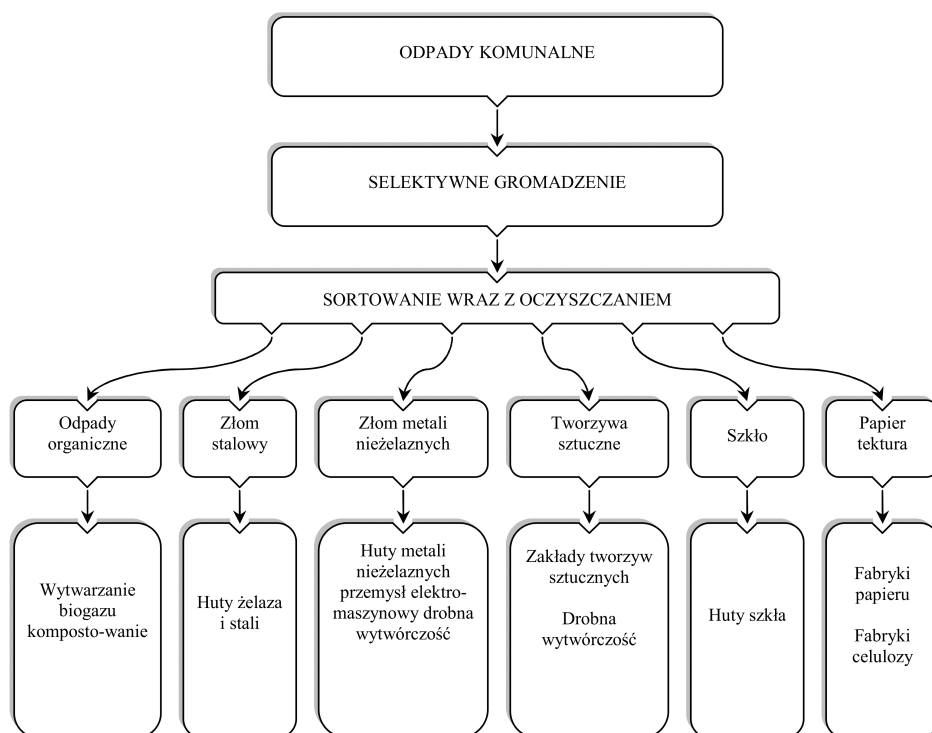 ODPADY KOMUNALNE
SELEKTYWNE GROMADZENIE
SORTOWANIE WRAZ Z OCZYSZCZANIEM
Odpady
organiczne
Złom
stalowy
Złom metali
nieżelaznych
Tworzywa
sztuczne
Szkło
Papier
tektura
Wytwarzanie
biogazu
komposto-wanie
Huty żelaza
i stali
Huty metali
nieżelaznych
przemysł elektro-
maszynowy drobna
wytwórczość
Zakłady tworzyw
sztucznych
Drobna
wytwórczość
Huty szkła
Fabryki
papieru
Fabryki
celulozy